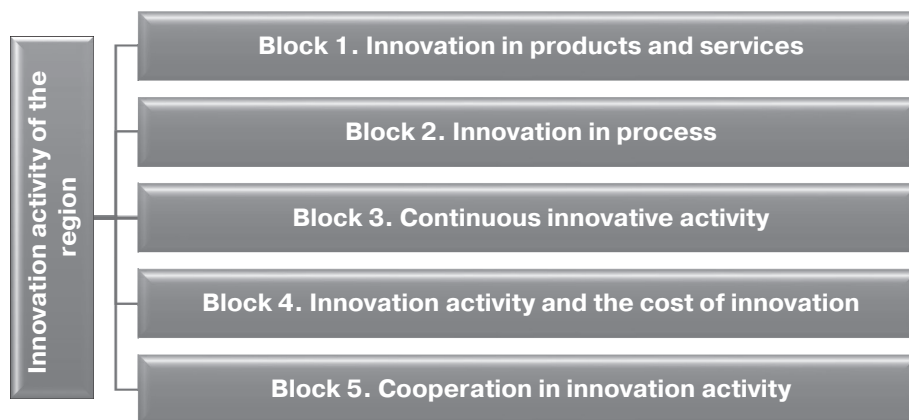 Innovation activity of the
region
Block 1. Innovation in products and services
Block 2. Innovation in process
Block 3. Continuous innovative activity
Block 4. Innovation activity and the cost of innovation
Block 5. Cooperation in innovation activity